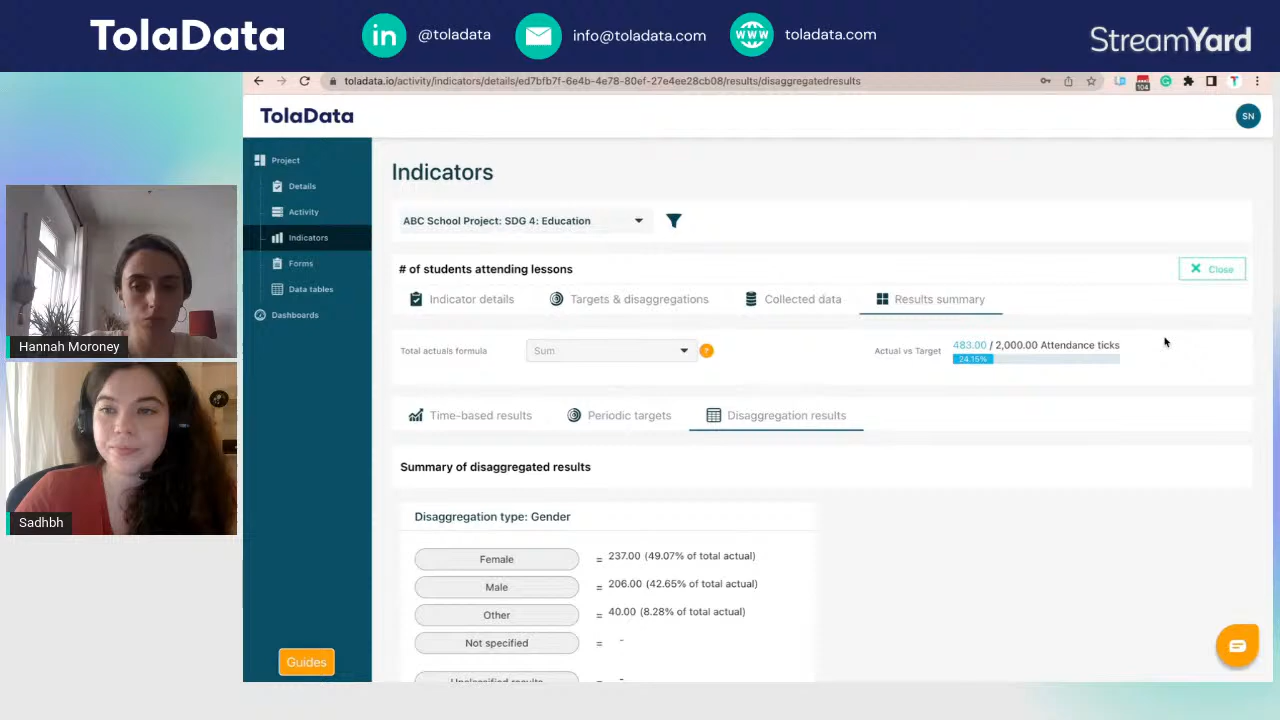 TolaData
@toladata
info@toladata.com
www
toladata.com
StreamYard
toladata.io/activity/indicators/details/ed7bfb7f-6e4b-4e78-80ef-27e4ee28cb08/results/disaggregatedresults
104
T
TolaData
SN
Project
Details
Activity
Indicators
Forms
Data tables
Dashboards
Guides
Indicators
ABC School Project: SDG 4: Education
# of students attending lessons
Close
Indicator details
Targets & disaggregations
Collected data
Results summary
Total actuals formula
Sum
?
Actual vs Target
483.00 / 2,000.00 Attendance ticks
24.15%
Time-based results
Periodic targets
Disaggregation results
Summary of disaggregated results
Disaggregation type: Gender
Female = 237.00 (49.07% of total actual)
Male = 206.00 (42.65% of total actual)
Other = 40.00 (8.28% of total actual)
Not specified = -
Unclassified results = -
Hannah Moroney
Sadhbh